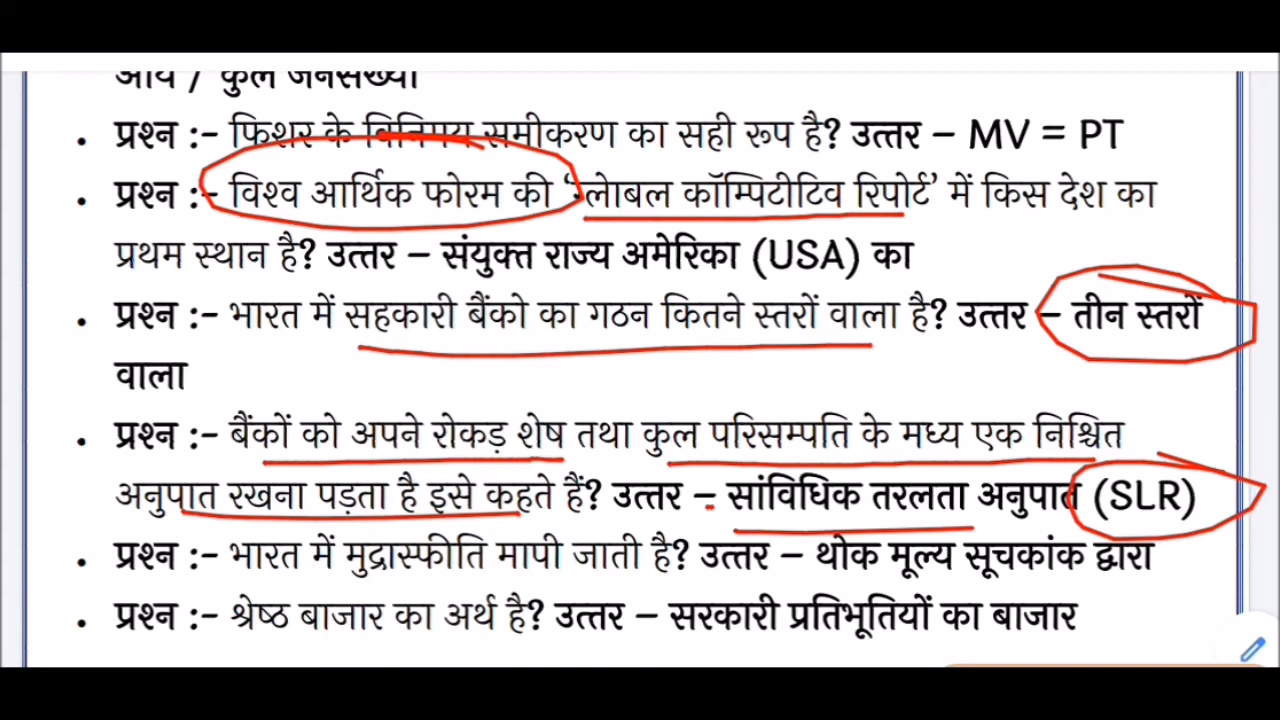 आय / कुल जनसंख्या
• प्रश्न :- फिशर के विनिमय समीकरण का सही रूप है? उत्तर – MV = PT
• प्रश्न :- विश्व आर्थिक फोरम की ‘ग्लोबल कॉम्पिटीटिव रिपोर्ट’ में किस देश का
प्रथम स्थान है? उत्तर – संयुक्त राज्य अमेरिका (USA) का
• प्रश्न :- भारत में सहकारी बैंको का गठन कितने स्तरों वाला है? उत्तर – तीन स्तरों
वाला
• प्रश्न :- बैंकों को अपने रोकड़ शेष तथा कुल परिसम्पति के मध्य एक निश्चित
अनुपात रखना पड़ता है इसे कहते हैं? उत्तर – सांविधिक तरलता अनुपात (SLR)
• प्रश्न :- भारत में मुद्रास्फीति मापी जाती है? उत्तर – थोक मूल्य सूचकांक द्वारा
• प्रश्न :- श्रेष्ठ बाजार का अर्थ है? उत्तर – सरकारी प्रतिभूतियों का बाजार